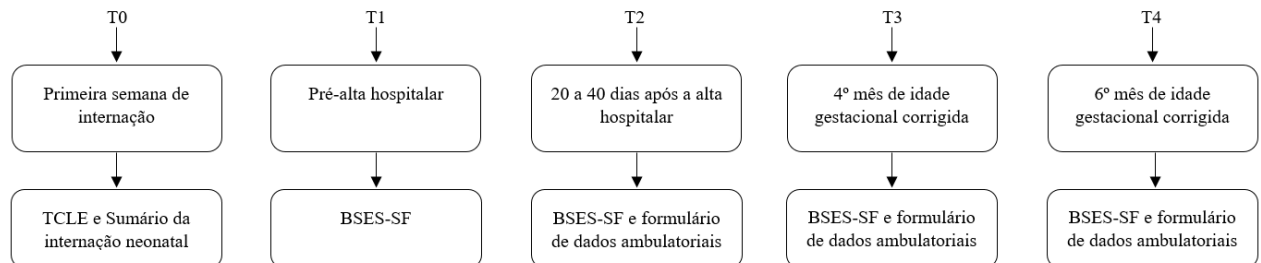 T0
T1
T2
T3
T4
Primeira semana de
internação
Pré-alta hospitalar
20 a 40 dias após a alta
hospitalar
4º mês de idade
gestacional corrigida
6º mês de idade
gestacional corrigida
TCLE e Sumário da
internação neonatal
BSES-SF
BSES-SF e formulário
de dados ambulatoriais
BSES-SF e formulário
de dados ambulatoriais
BSES-SF e formulário
de dados ambulatoriais